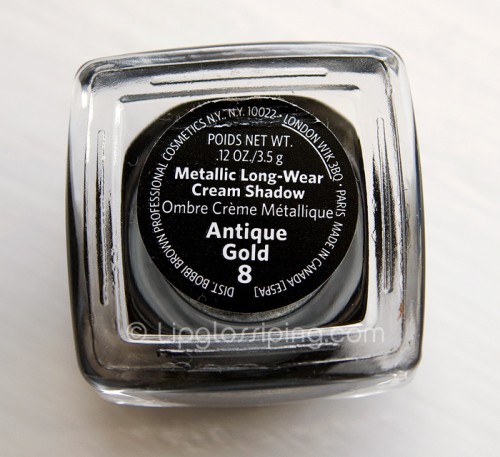 DIST. BOBBI BROWN PROFESSIONAL COSMETICS N.Y., N.Y. 10022 · LONDON W1K 3BQ · PARIS MADE IN CANADA [ESPA]
POIDS NET WT.
.12 OZ./3.5 g
Metallic Long-Wear
Cream Shadow
Ombre Crème Métallique
Antique
Gold
8
© Lipglossiping.com